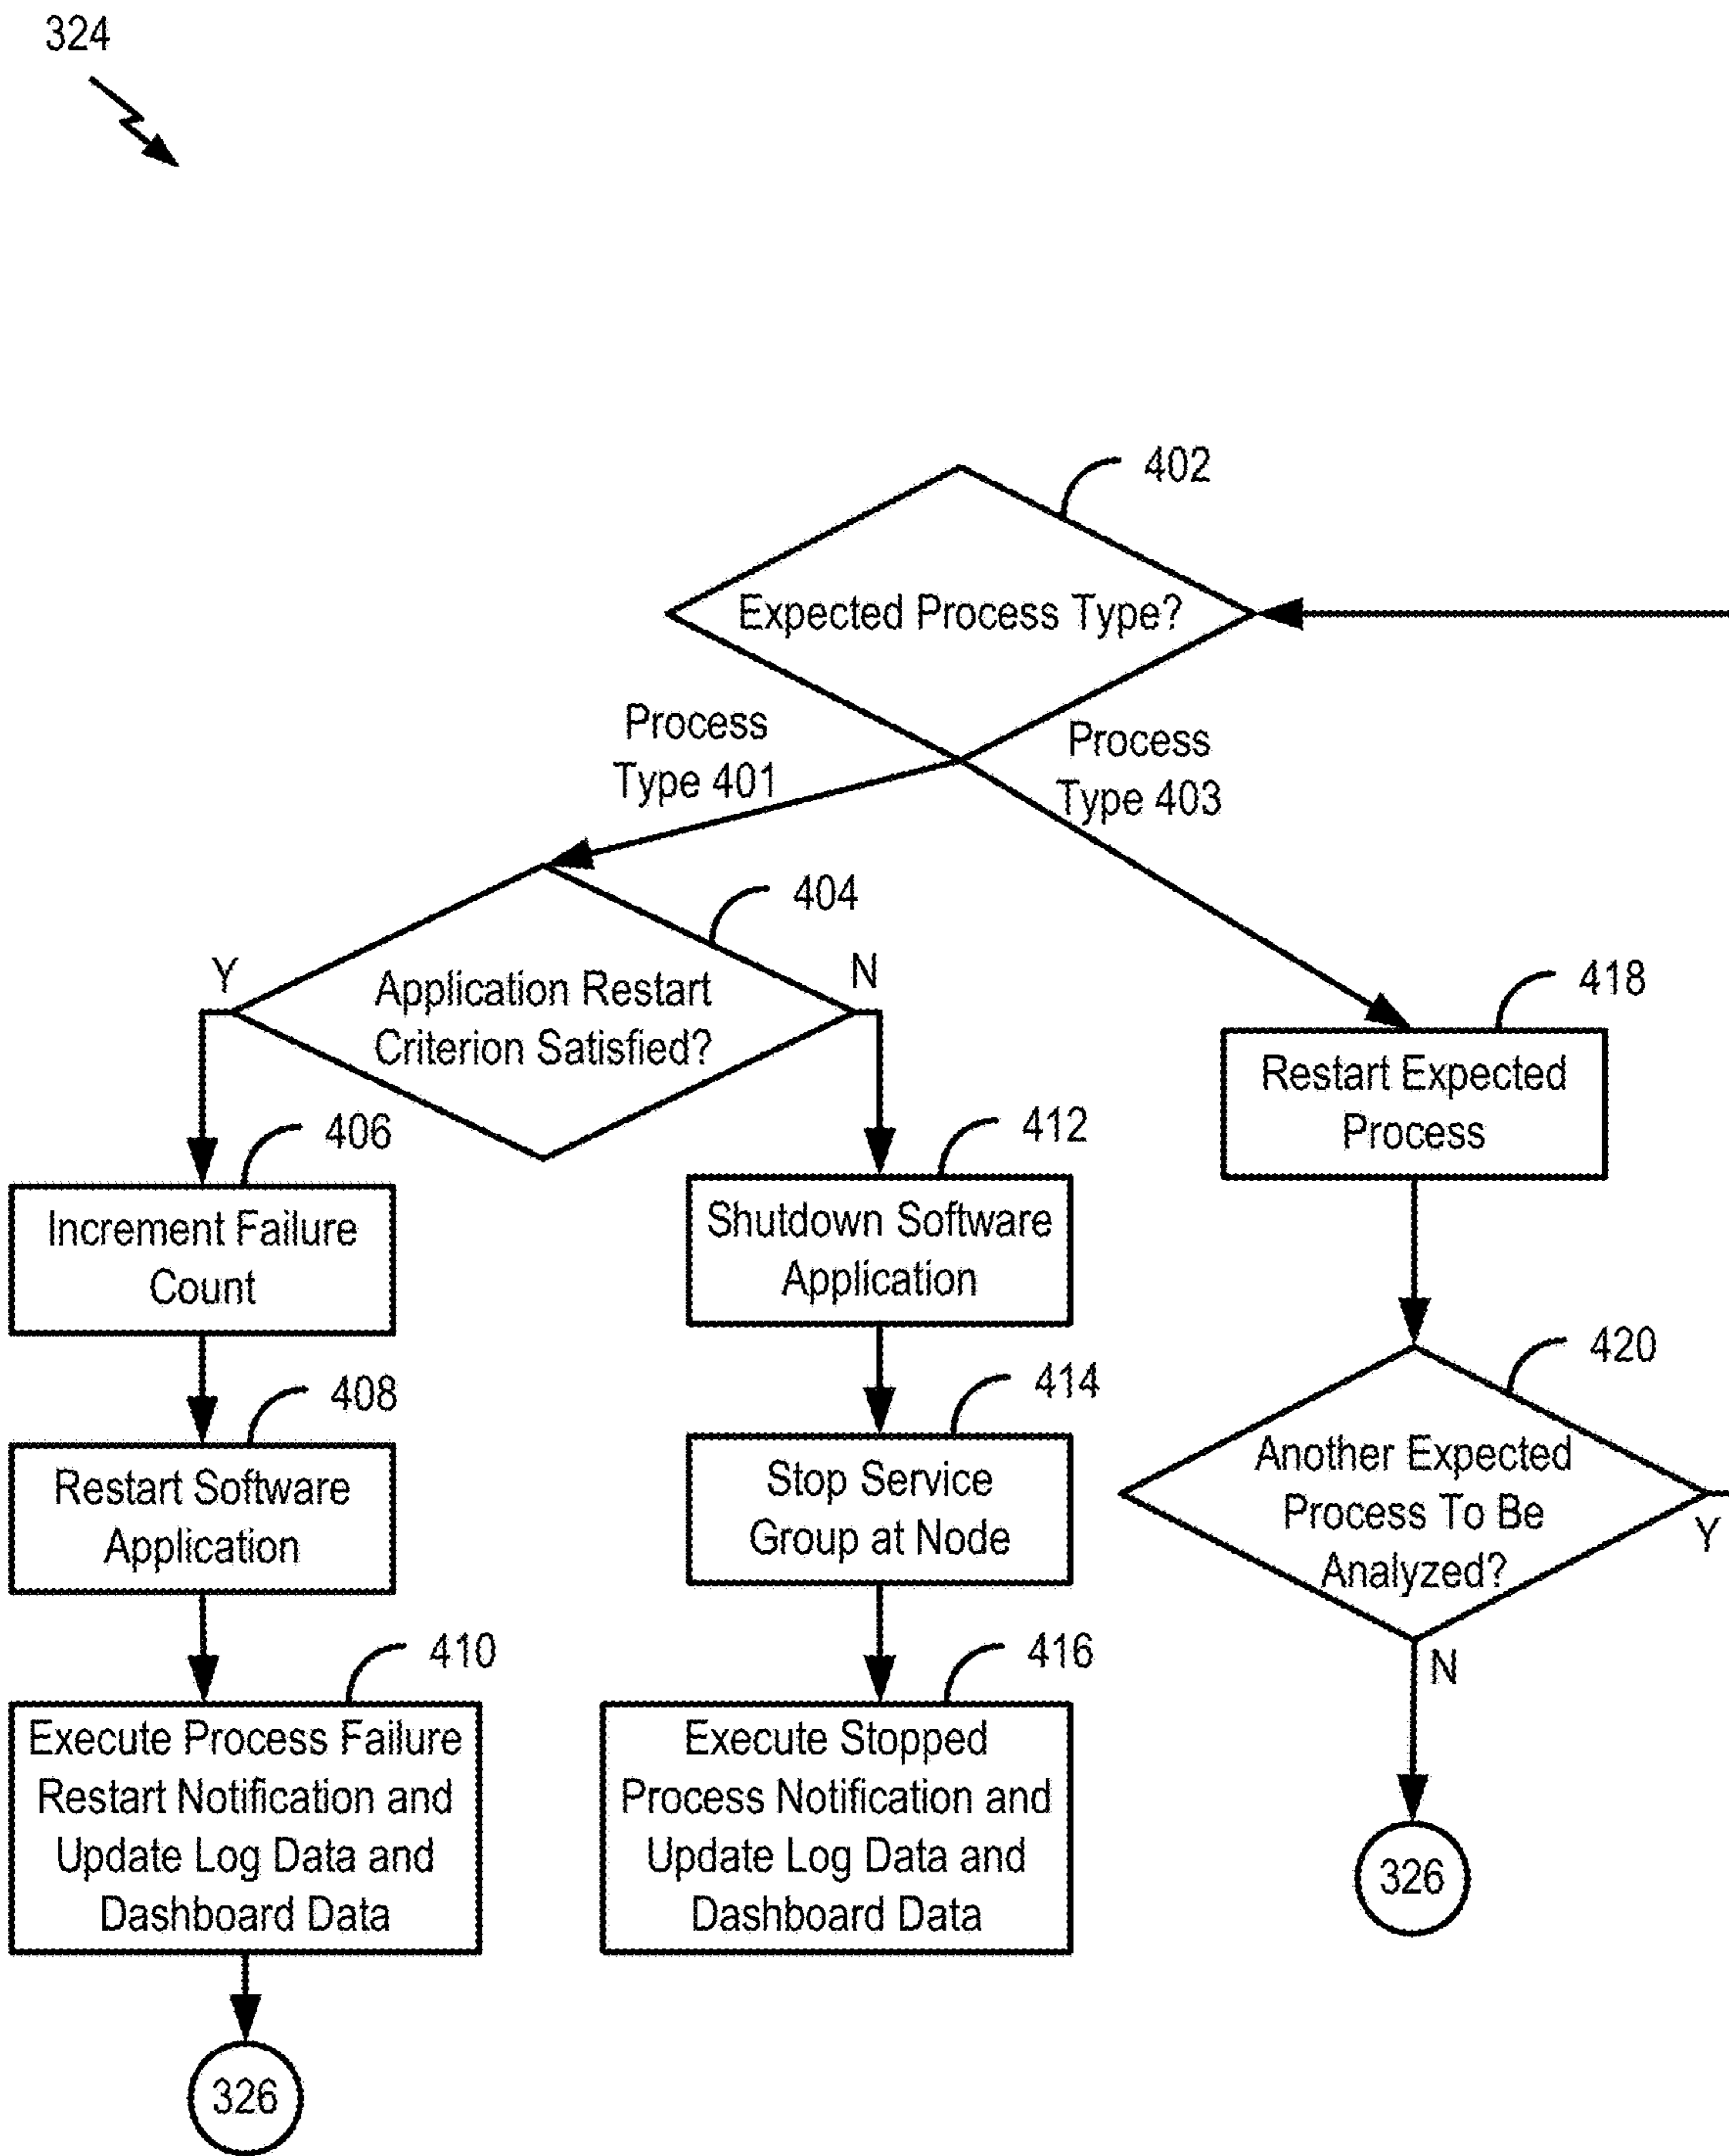 324
402
Expected Process Type?
Process
Type 401
Process
Type 403
404
Y
N
Application Restart
Criterion Satisfied?
418
Restart Expected
Process
406
Increment Failure
Count
412
Shutdown Software
Application
420
Another Expected
Process To Be
Analyzed?
Y
N
408
Restart Software
Application
414
Stop Service
Group at Node
410
Execute Process Failure
Restart Notification and
Update Log Data and
Dashboard Data
416
Execute Stopped
Process Notification and
Update Log Data and
Dashboard Data
326
326